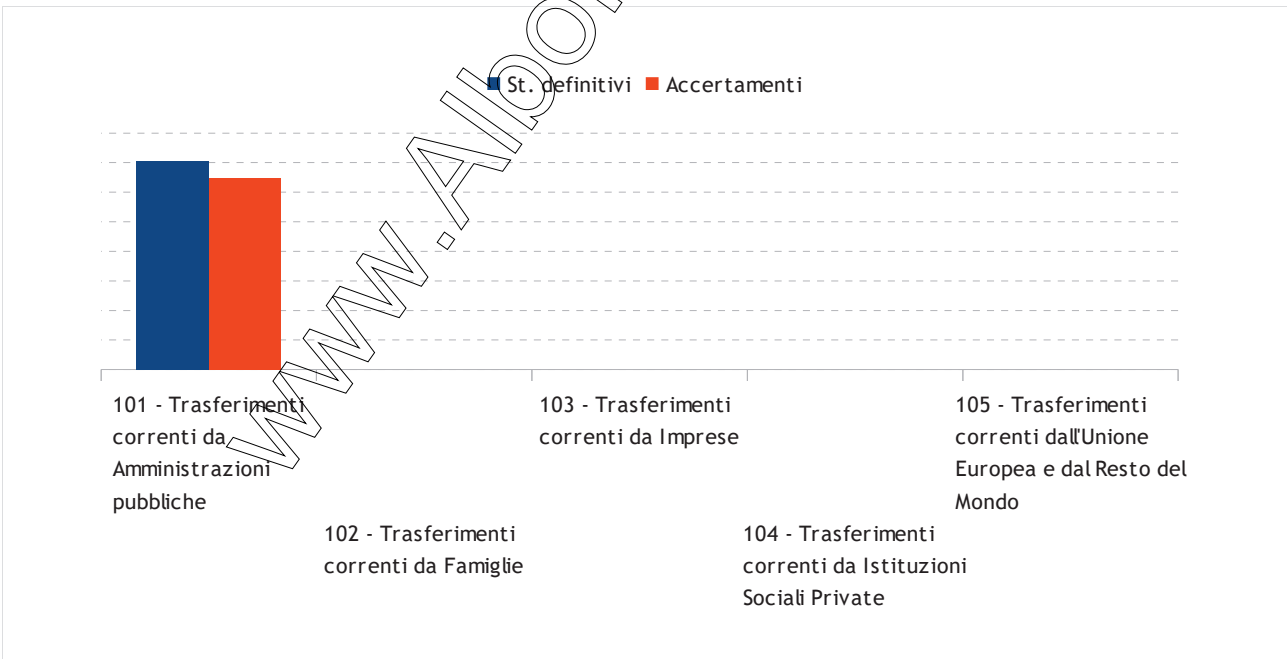 St. definitivi Accertamenti
101 - Trasferimenti
correnti da
Amministrazioni
pubbliche
102 - Trasferimenti
correnti da Famiglie
103 - Trasferimenti
correnti da Imprese
104 - Trasferimenti
correnti da Istituzioni
Sociali Private
105 - Trasferimenti
correnti dall'Unione
Europea e dal Resto del
Mondo